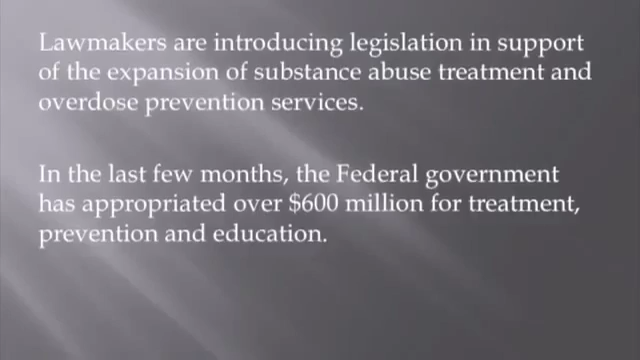 Lawmakers are introducing legislation in support
of the expansion of substance abuse treatment and
overdose prevention services.
In the last few months, the Federal government
has appropriated over $600 million for treatment,
prevention and education.